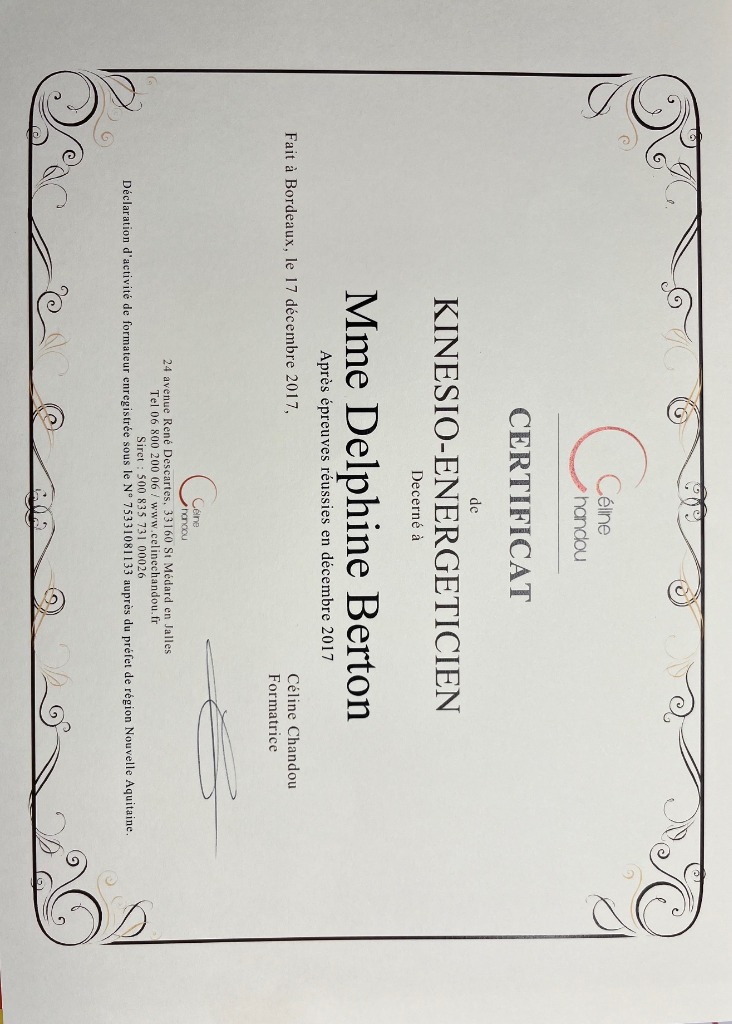 Céline
Chandou
CERTIFICAT
de
KINESIO-ENERGETICIEN
Decerné à
Mme Delphine Berton
Après épreuves réussies en décembre 2017
Fait à Bordeaux, le 17 décembre 2017,
Céline Chandou
Formatrice
Céline
Chandou
24 avenue René Descartes, 33160 St Médard en Jalles
Tel 06 800 200 06 / www.celinechandou.fr
Siret : 500 835 731 00026
Déclaration d'activité de formateur enregistrée sous le N° 75331081133 auprès du préfet de région Nouvelle Aquitaine.